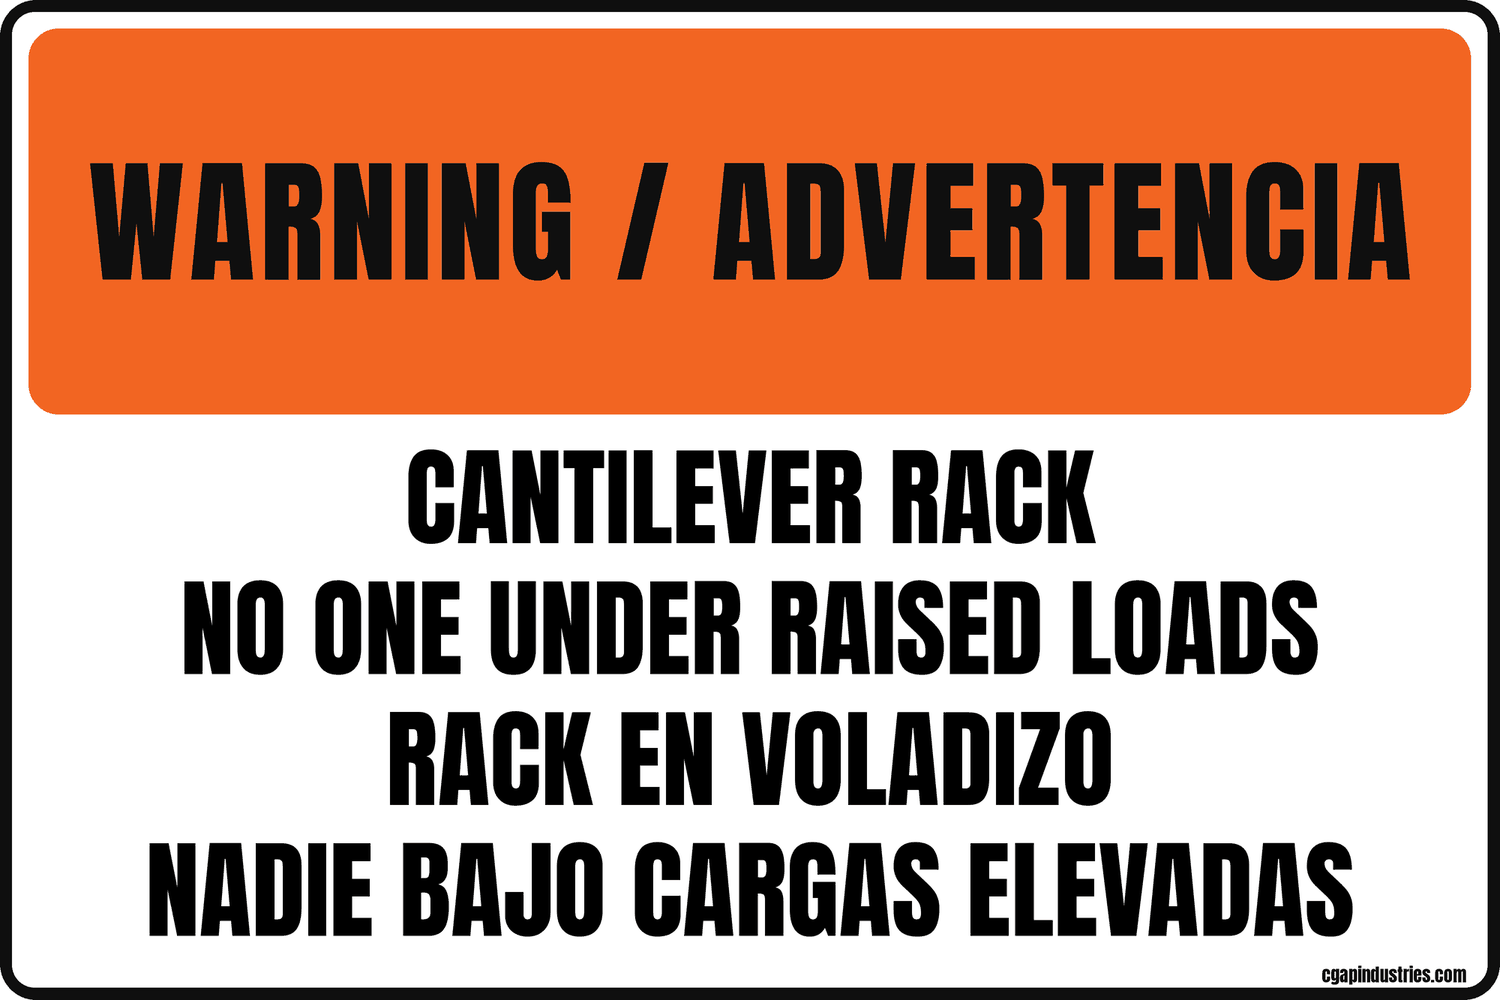 WARNING / ADVERTENCIA
CANTILEVER RACK
NO ONE UNDER RAISED LOADS
RACK EN VOLADIZO
NADIE BAJO CARGAS ELEVADAS
cgapindustries.com